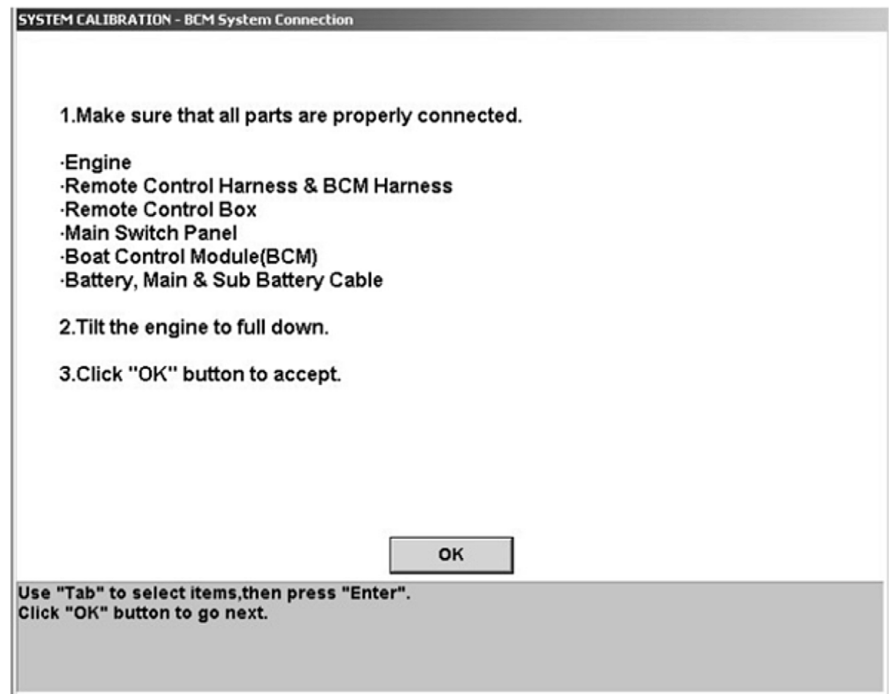 SYSTEM CALIBRATION - BCM System Connection
1.Make sure that all parts are properly connected.
·Engine
·Remote Control Harness & BCM Harness
·Remote Control Box
·Main Switch Panel
·Boat Control Module(BCM)
·Battery, Main & Sub Battery Cable
2.Tilt the engine to full down.
3.Click "OK" button to accept.
OK
Use "Tab" to select items,then press "Enter".
Click "OK" button to go next.